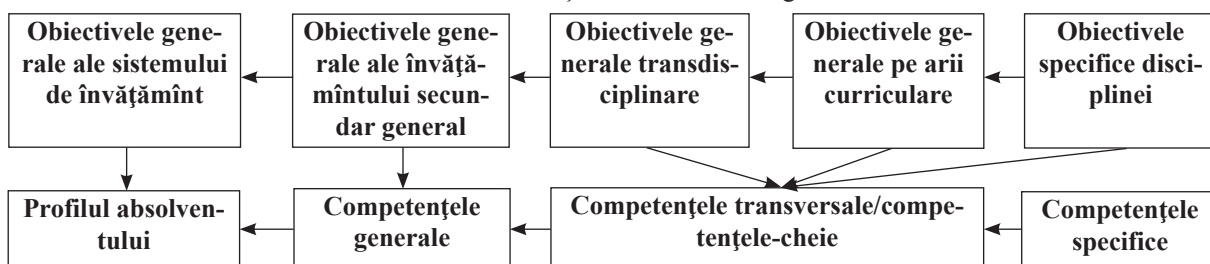 Obiectivele gene-
rale ale sistemului
de învăţămînt
Obiectivele gene-
rale ale învăţă-
mîntului secun-
dar general
Obiectivele ge-
nerale transdis-
ciplinare
Obiectivele ge-
nerale pe arii
curriculare
Obiectivele
specifice disci-
plinei
Profilul absolven-
tului
Competenţele
generale
Competenţele transversale/compe-
tenţele-cheie
Competenţele
specifice